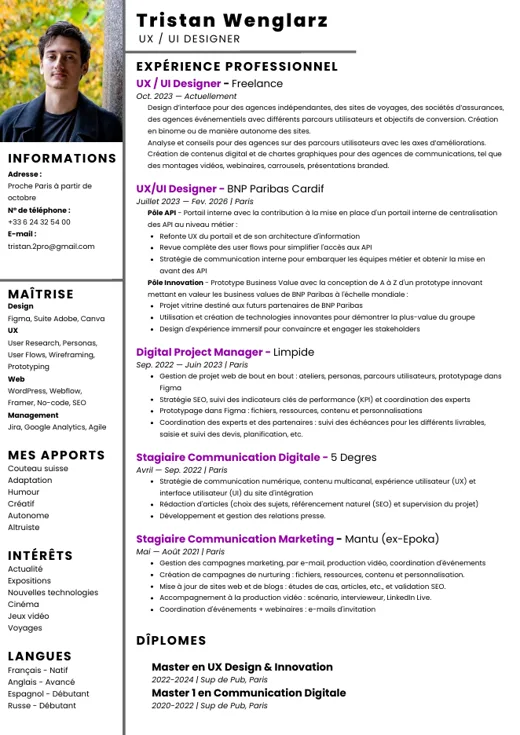 Tristan Wenglarz
UX / UI DESIGNER
INFORMATIONS
Adresse :
Proche Paris à partir de
octobre
N° de téléphone :
+33 6 24 32 54 00
E-mail :
tristan.2pro@gmail.com
MAÎTRISE
Design
Figma, Suite Adobe, Canva
UX
User Research, Personas,
User Flows, Wireframing,
Prototyping
Web
WordPress, Webflow,
Framer, No-code, SEO
Management
Jira, Google Analytics, Agile
MES APPORTS
Couteau suisse
Adaptation
Humour
Créatif
Autonome
Altruiste
INTÉRÊTS
Actualité
Expositions
Nouvelles technologies
Cinéma
Jeux vidéo
Voyages
LANGUES
Français - Natif
Anglais - Avancé
Espagnol - Débutant
Russe - Débutant
EXPÉRIENCE PROFESSIONNEL
UX / UI Designer - Freelance
Oct. 2023 — Actuellement
Design d'interface pour des agences indépendantes, des sites de voyages, des sociétés d'assurances,
des agences événementiels avec différents parcours utilisateurs et objectifs de conversion. Création
en binome ou de manière autonome des sites.
Analyse et conseils pour des agences sur des parcours utilisateurs avec les axes d'améliorations.
Création de contenus digital et de chartes graphiques pour des agences de communications, tel que
des montages vidéos, webinaires, carrousels, présentations branded.
UX/UI Designer - BNP Paribas Cardif
Juillet 2023 — Fev. 2026 | Paris
Pôle API - Portail interne avec la contribution à la mise en place d'un portail interne de centralisation
des API au niveau métier :
• Refonte UX du portail et de son architecture d'information
• Revue complète des user flows pour simplifier l'accès aux API
• Stratégie de communication interne pour embarquer les équipes métier et obtenir la mise en
avant des API
Pôle Innovation - Prototype Business Value avec la conception de A à Z d'un prototype innovant
mettant en valeur les business values de BNP Paribas à l'échelle mondiale :
• Projet vitrine destiné aux futurs partenaires de BNP Paribas
• Utilisation et création de technologies innovantes pour démontrer la plus-value du groupe
• Design d'expérience immersif pour convaincre et engager les stakeholders
Digital Project Manager - Limpide
Sep. 2022 — Juin 2023 | Paris
• Gestion de projet web de bout en bout : ateliers, personas, parcours utilisateurs, prototypage dans
Figma
• Stratégie SEO, suivi des indicateurs clés de performance (KPI) et coordination des experts
• Prototypage dans Figma : fichiers, ressources, contenu et personnalisations
• Coordination des experts et des partenaires : suivi des échéances pour les différents livrables,
saisie et suivi des devis, planification, etc.
Stagiaire Communication Digitale - 5 Degres
Avril — Sep. 2022 | Paris
• Stratégie de communication numérique, contenu multicanal, expérience utilisateur (UX) et
interface utilisateur (UI) du site d'intégration
• Rédaction d'articles (choix des sujets, référencement naturel (SEO) et supervision du projet)
• Développement et gestion des relations presse.
Stagiaire Communication Marketing - Mantu (ex-Epoka)
Mai — Août 2021 | Paris
• Gestion des campagnes marketing, par e-mail, production vidéo, coordination d'événements
• Création de campagnes de nurturing : fichiers, ressources, contenu et personnalisation.
• Mise à jour de sites web et de blogs : études de cas, articles, etc., et validation SEO.
• Accompagnement à la production vidéo : scénario, intervieweur, LinkedIn Live.
• Coordination d'événements + webinaires : e-mails d'invitation
DÎPLOMES
Master en UX Design & Innovation
2022-2024 | Sup de Pub, Paris
Master 1 en Communication Digitale
2020-2022 | Sup de Pub, Paris